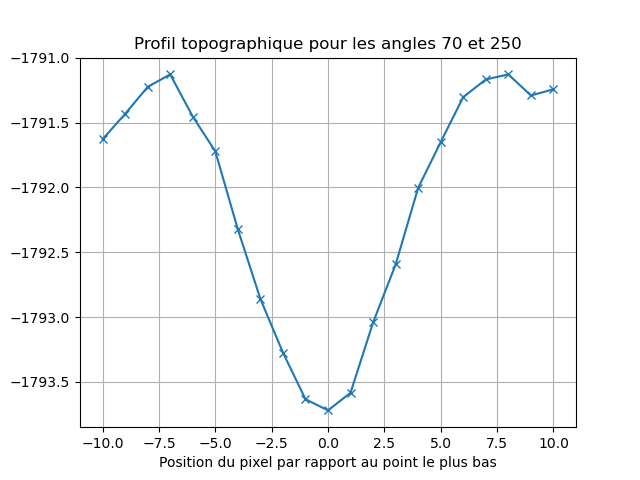 Profil topographique pour les angles 70 et 250
−1791.0
−1791.5
−1792.0
−1792.5
−1793.0
−1793.5
−10.0 −7.5 −5.0 −2.5 0.0 2.5 5.0 7.5 10.0
Position du pixel par rapport au point le plus bas